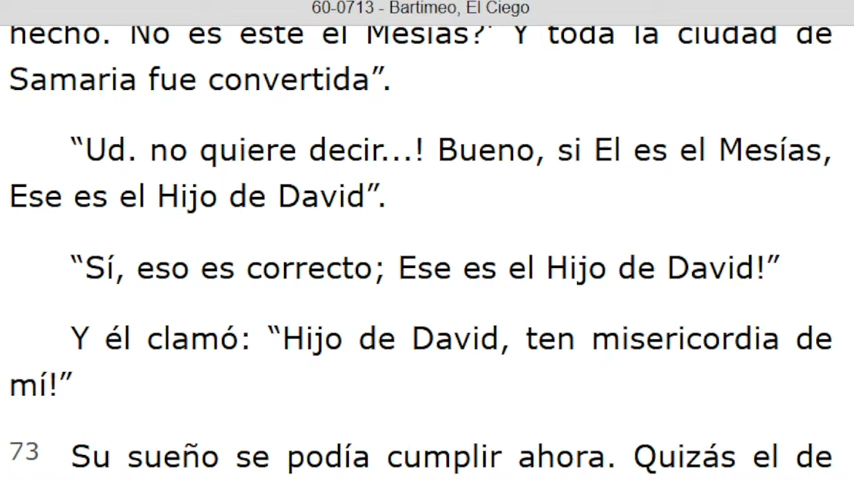 60-0713 - Bartimeo, El Ciego
hecho. No es este el Mesías?' Y toda la ciudad de
Samaria fue convertida”.
“Ud. no quiere decir...! Bueno, si El es el Mesías,
Ese es el Hijo de David”.
“Sí, eso es correcto; Ese es el Hijo de David!”
Y él clamó: “Hijo de David, ten misericordia de
mí!”
73 Su sueño se podía cumplir ahora. Quizás el de